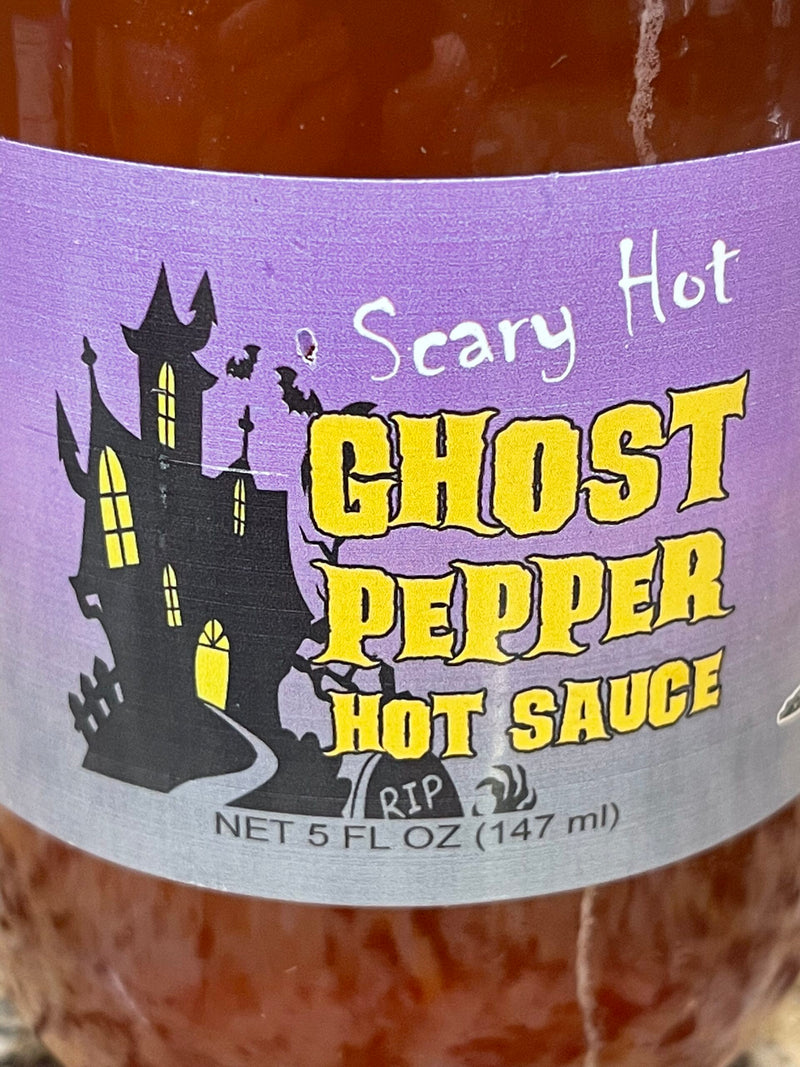 Scary Hot
GHOST
PEPPER
HOT SAUCE
RIP
NET 5 FL OZ (147 ml)